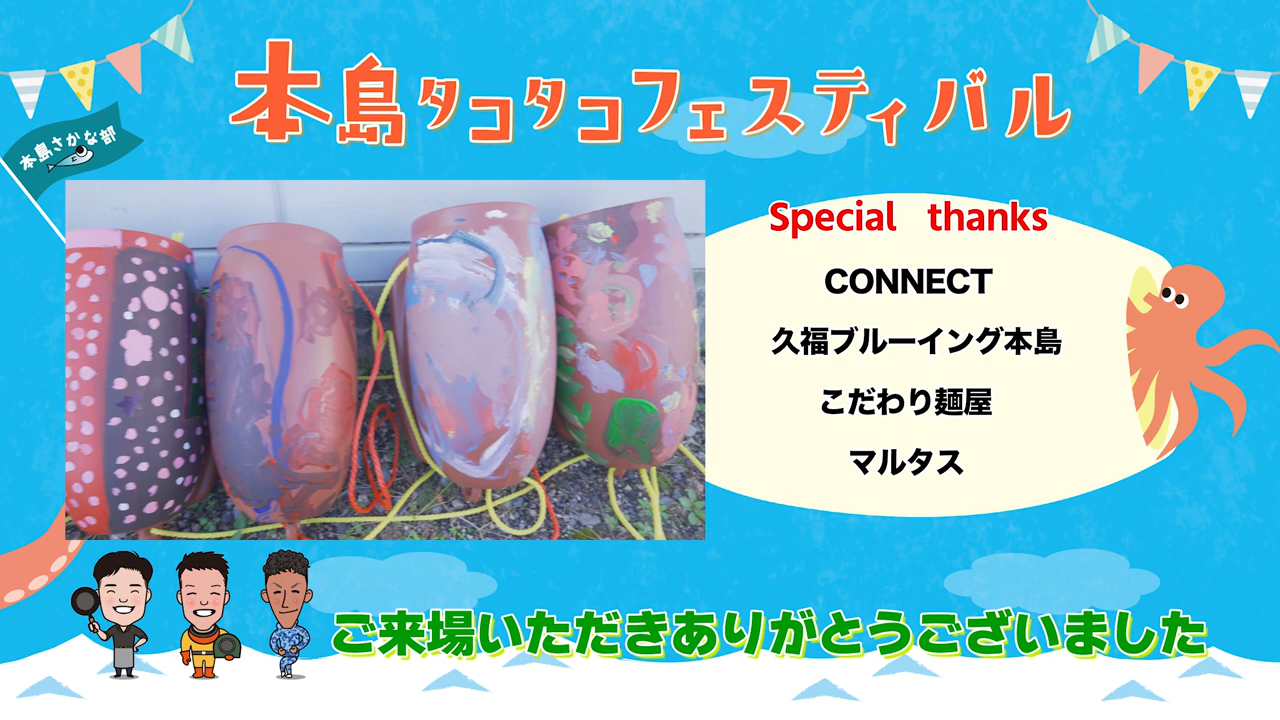 本島タコタコフェスティバル
本島さかな部
Special thanks
CONNECT
久福ブルーイング本島
こだわり麺屋
マルタス
ご来場いただきありがとうございました